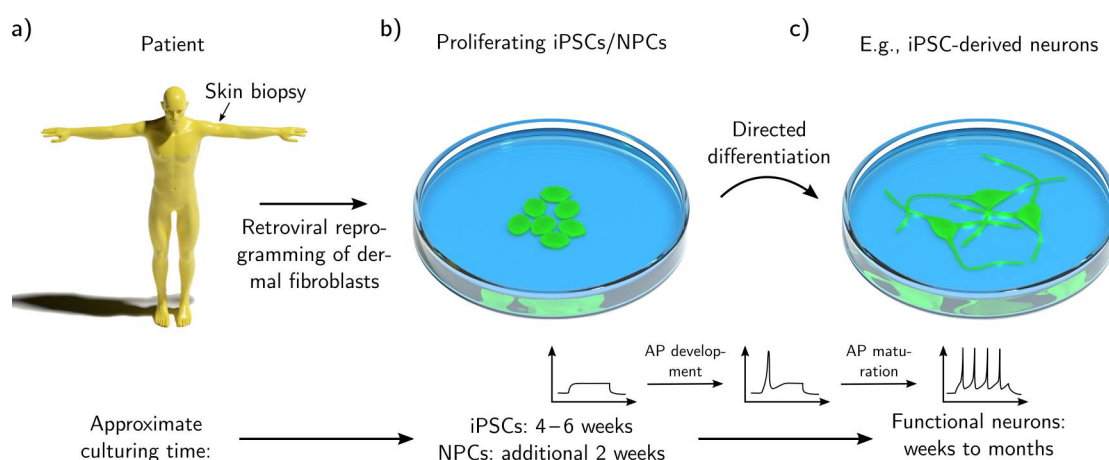 a)
Patient
Skin biopsy
Retroviral repro-
gramming of der-
mal fibroblasts
b)
Proliferating iPSCs/NPCs
Directed
differentiation
c)
E.g., iPSC-derived neurons
AP develop-
ment
AP matu-
ration
Approximate
culturing time:
iPSCs: 4–6 weeks
NPCs: additional 2 weeks
Functional neurons:
weeks to months